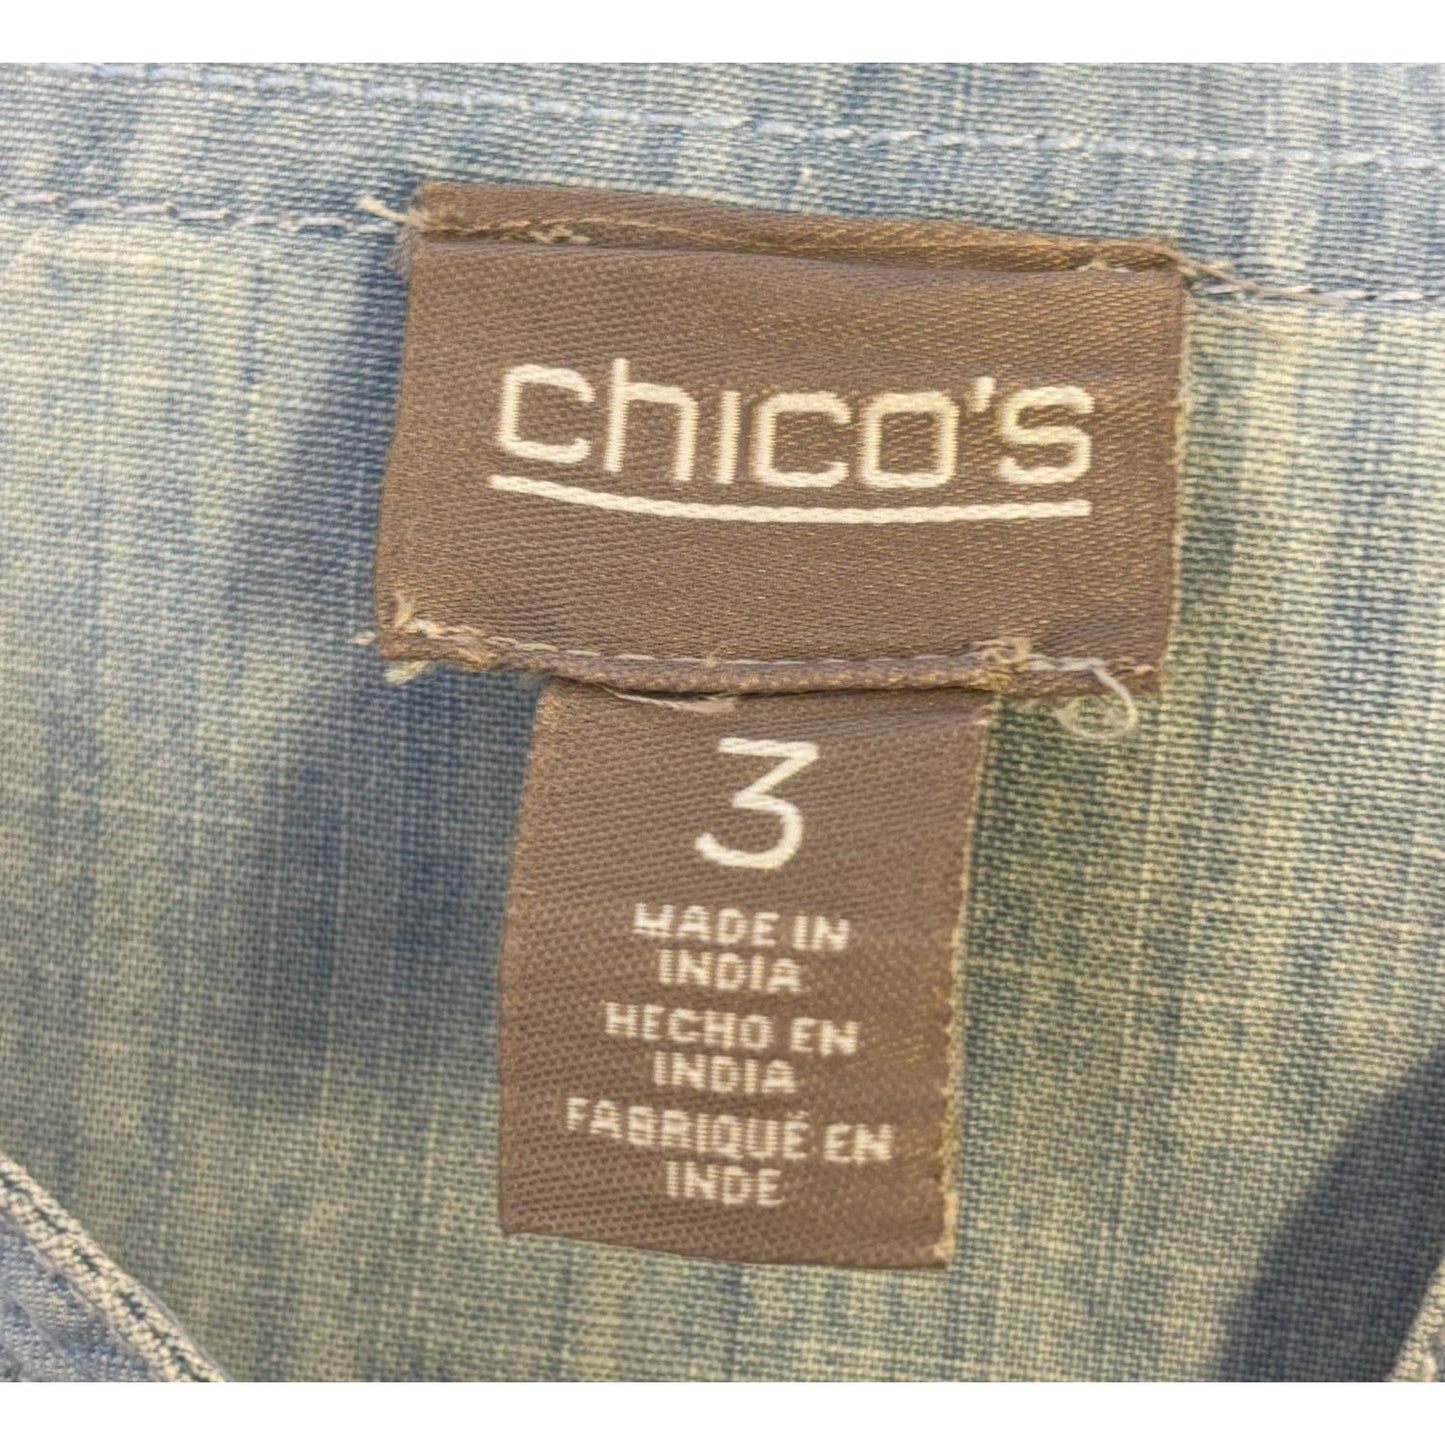 chico's
3
MADE IN
INDIA
HECHO EN
INDIA
FABRIQUÉ EN
INDE